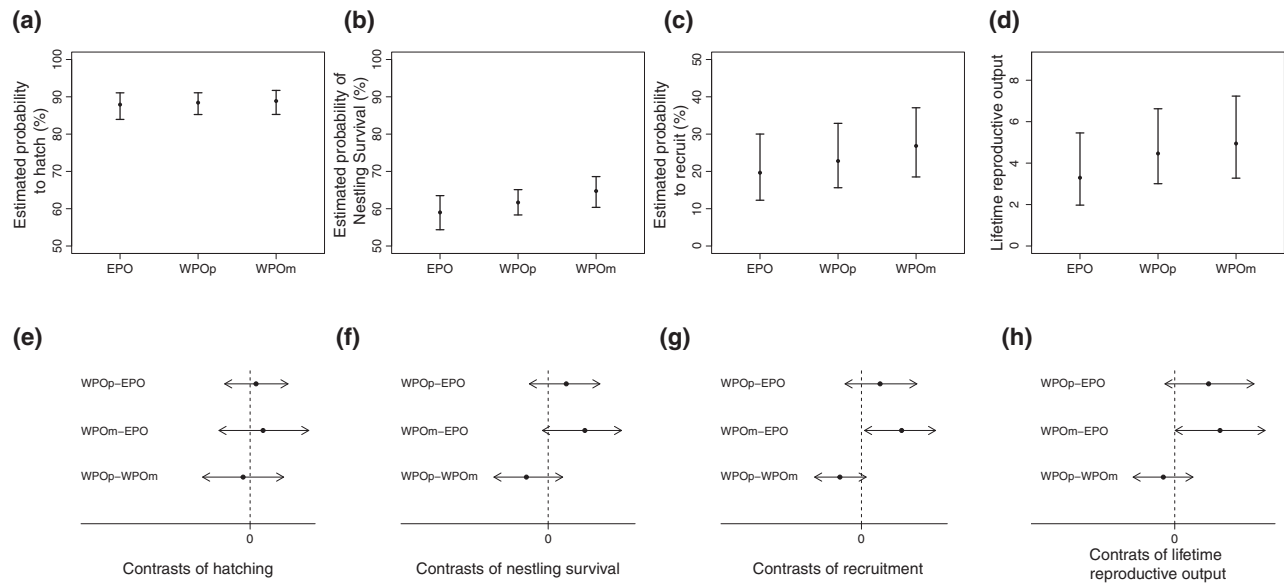 (a)
Estimated probability
to hatch (%)
50 60 70 80 90 100
EPO WPOp WPOm
(b)
Estimated probability of
Nestling Survival (%)
50 60 70 80 90 100
EPO WPOp WPOm
(c)
Estimated probability
to recruit (%)
0 10 20 30 40 50
EPO WPOp WPOm
(d)
Lifetime reproductive output
0 2 4 6 8
EPO WPOp WPOm
(e)
WPOp−EPO
WPOm−EPO
WPOp−WPOm
0
Contrasts of hatching
(f)
WPOp−EPO
WPOm−EPO
WPOp−WPOm
0
Contrasts of nestling survival
(g)
WPOp−EPO
WPOm−EPO
WPOp−WPOm
0
Contrasts of recruitment
(h)
WPOp−EPO
WPOm−EPO
WPOp−WPOm
0
Contrats of lifetime
reproductive output